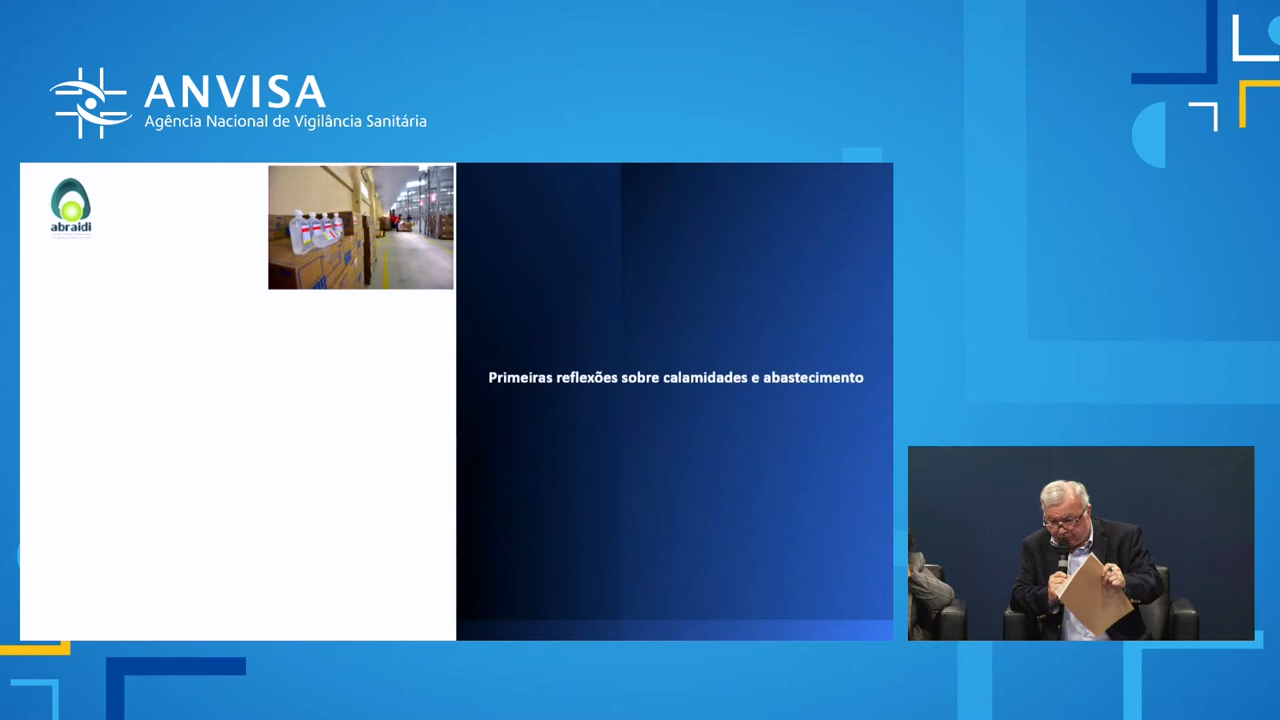 ANVISA
Agência Nacional de Vigilância Sanitária
abraidi
Primeiras reflexões sobre calamidades e abastecimento